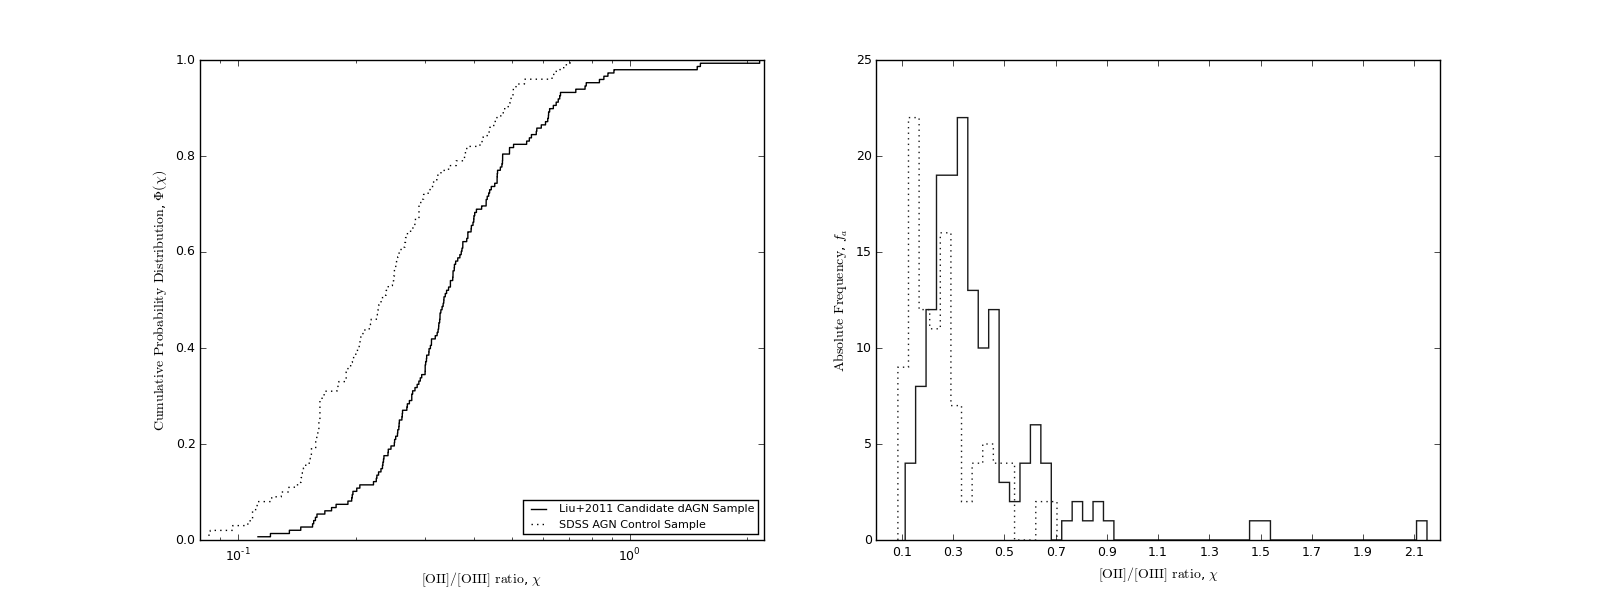 1.0
0.8
0.6
0.4
0.2
0.0
Cumulative Probability Distribution, Φ(χ)
Liu+2011 Candidate dAGN Sample
SDSS AGN Control Sample
10⁻¹ 10⁰
[OII]/[OIII] ratio, χ
25
20
15
10
5
0
Absolute Frequency, fₐ
0.1 0.3 0.5 0.7 0.9 1.1 1.3 1.5 1.7 1.9 2.1
[OII]/[OIII] ratio, χ